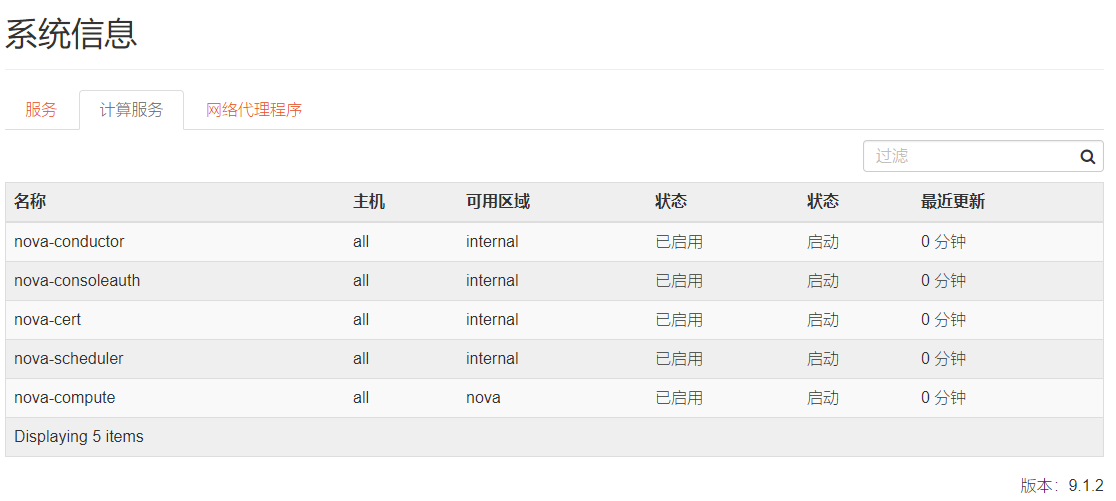 系统信息
服务 计算服务 网络代理程序
过滤
名称 主机 可用区域 状态 状态 最近更新
nova-conductor all internal 已启用 启动 0 分钟
nova-consoleauth all internal 已启用 启动 0 分钟
nova-cert all internal 已启用 启动 0 分钟
nova-scheduler all internal 已启用 启动 0 分钟
nova-compute all nova 已启用 启动 0 分钟
Displaying 5 items
版本：9.1.2